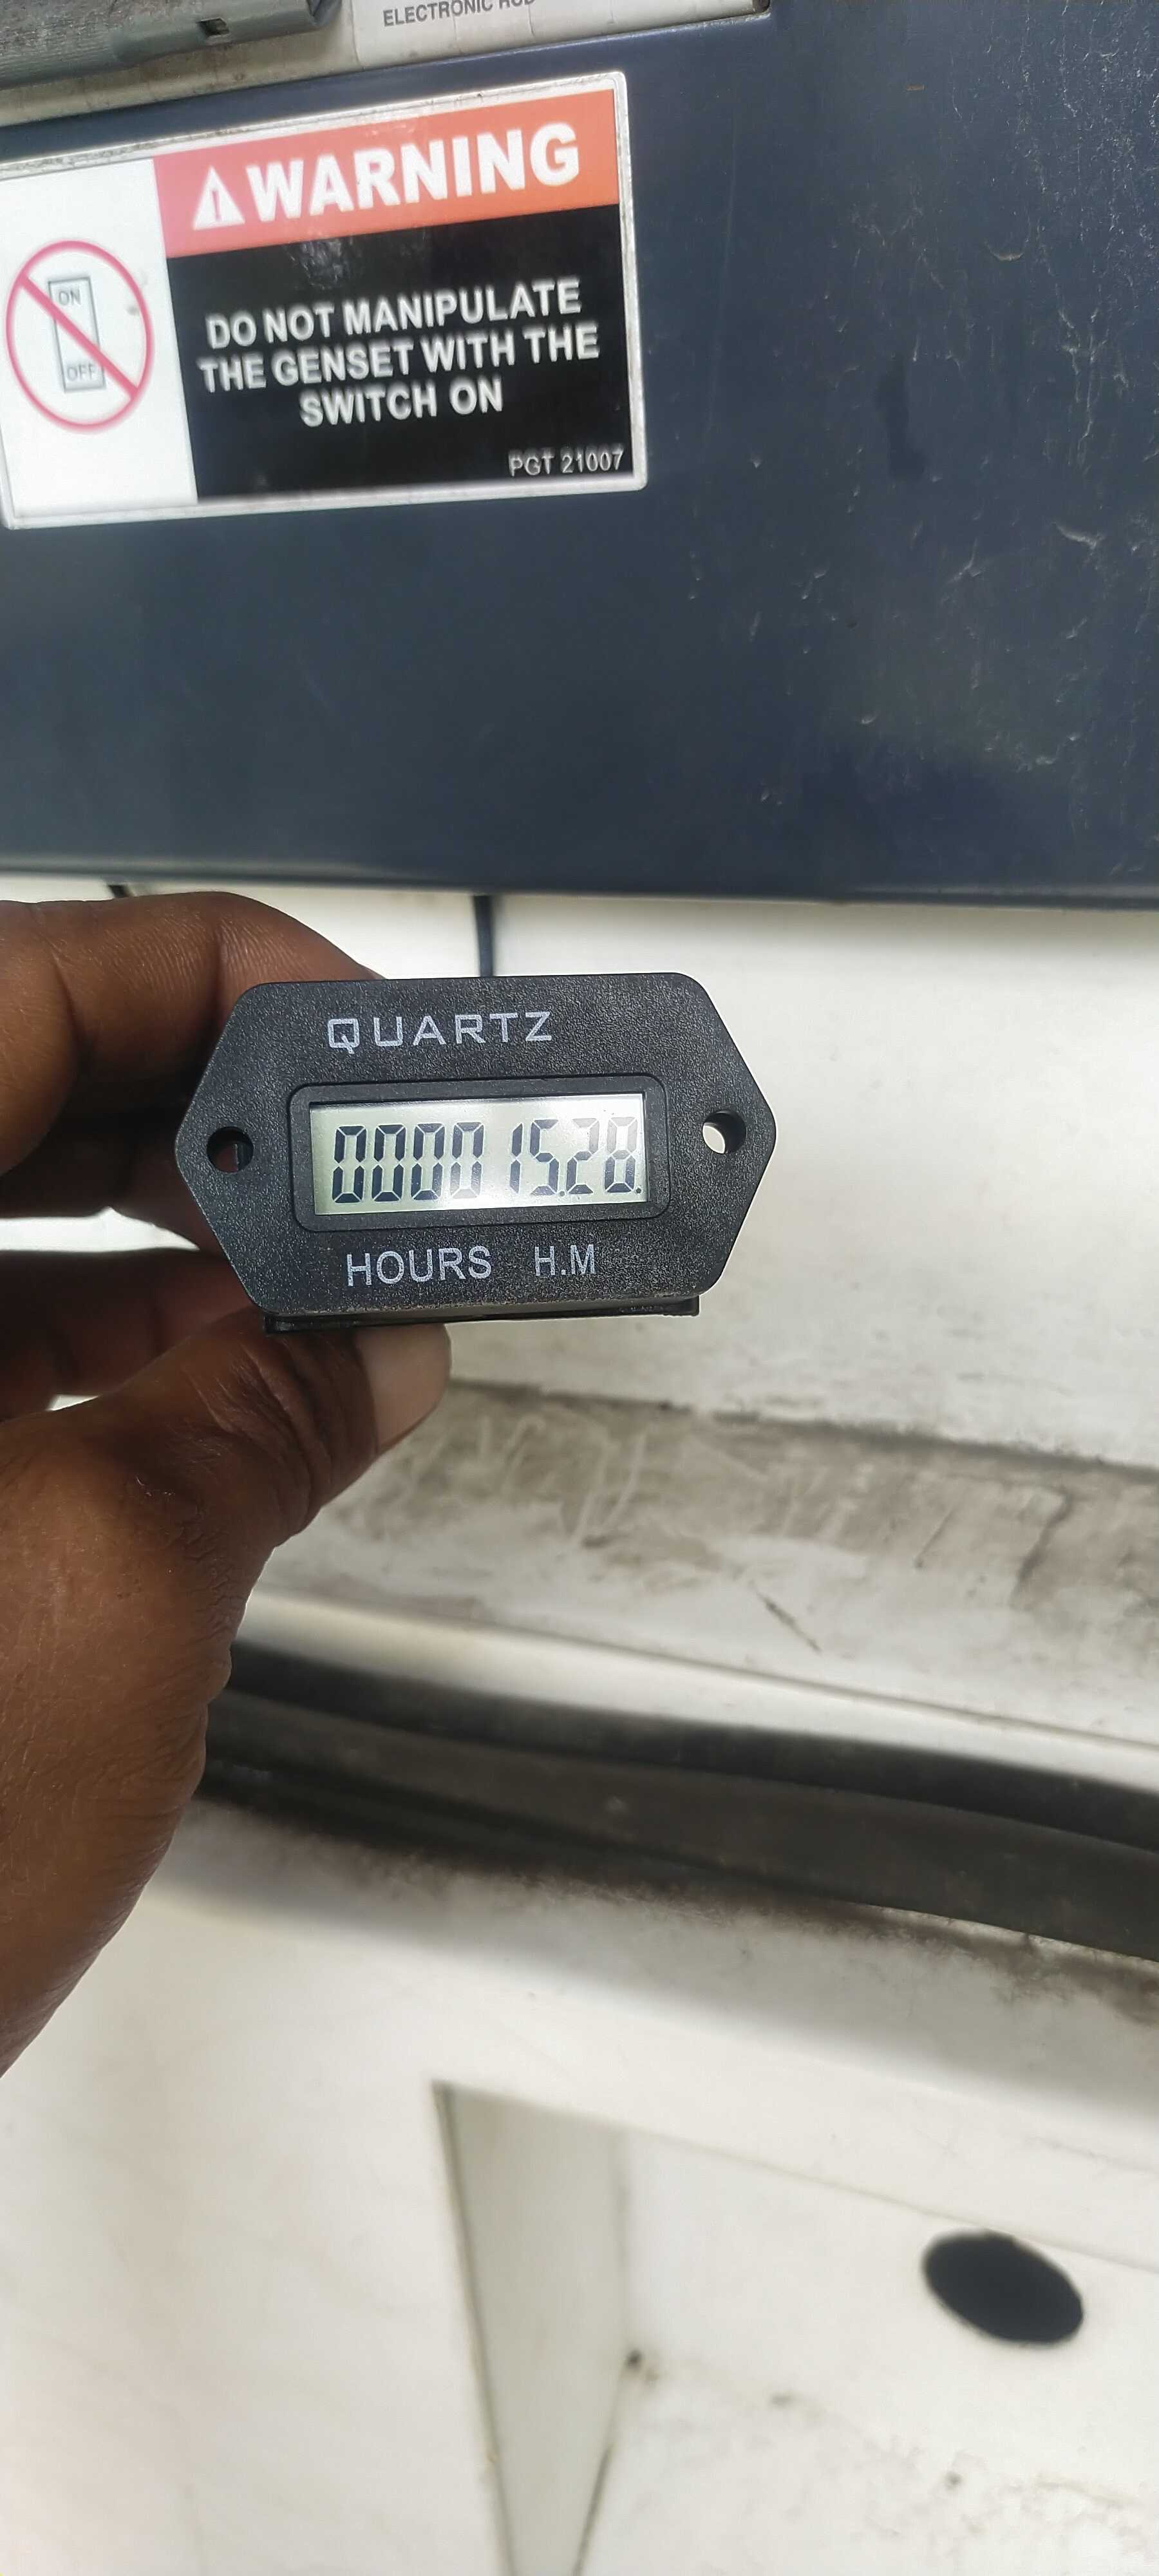 ELECTRONIC
WARNING
ON
OFF
DO NOT MANIPULATE
THE GENSET WITH THE
SWITCH ON
PGT 21007
QUARTZ
000015.28.
HOURS H.M